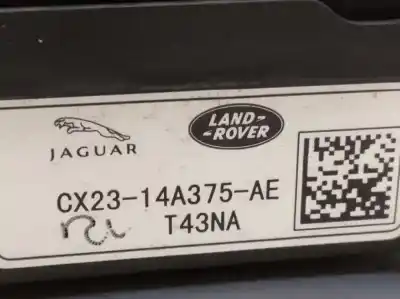 JAGUAR
LAND ROVER
CX23-14A375-AE
T43NA